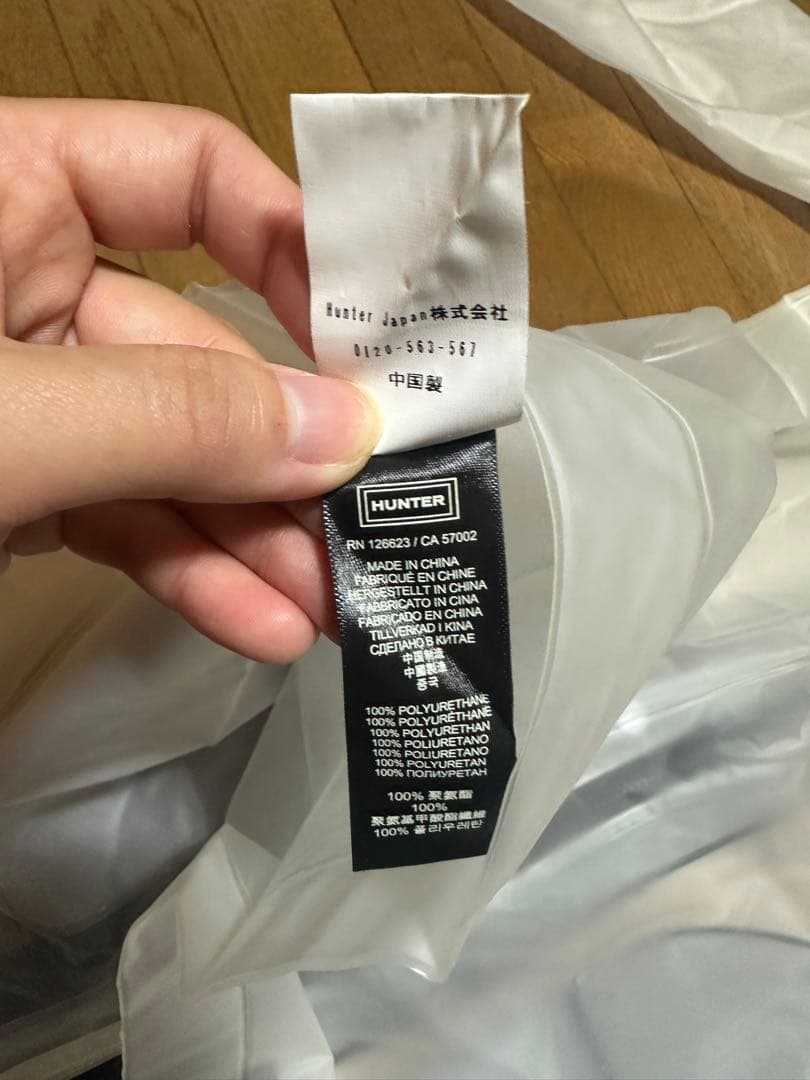 Hunter Japan株式会社
0120-563-567
中国製
HUNTER
RN 126623 / CA 57002
MADE IN CHINA
FABRIQUÉ EN CHINE
HERGESTELLT IN CHINA
FABBRICATO IN CINA
FABRICADO EN CHINA
TILLVERKAD I KINA
СДЕЛАНО В КИТАЕ
中国制造
中國製造
중국
100% POLYURETHANE
100% POLYURÉTHANE
100% POLYURETHAN
100% POLIURETANO
100% POLIURETANO
100% POLYURETAN
100% ПОЛИУРЕТАН
100% 聚氨酯
100%
聚氨基甲酸酯纖維
100% 폴리우레탄